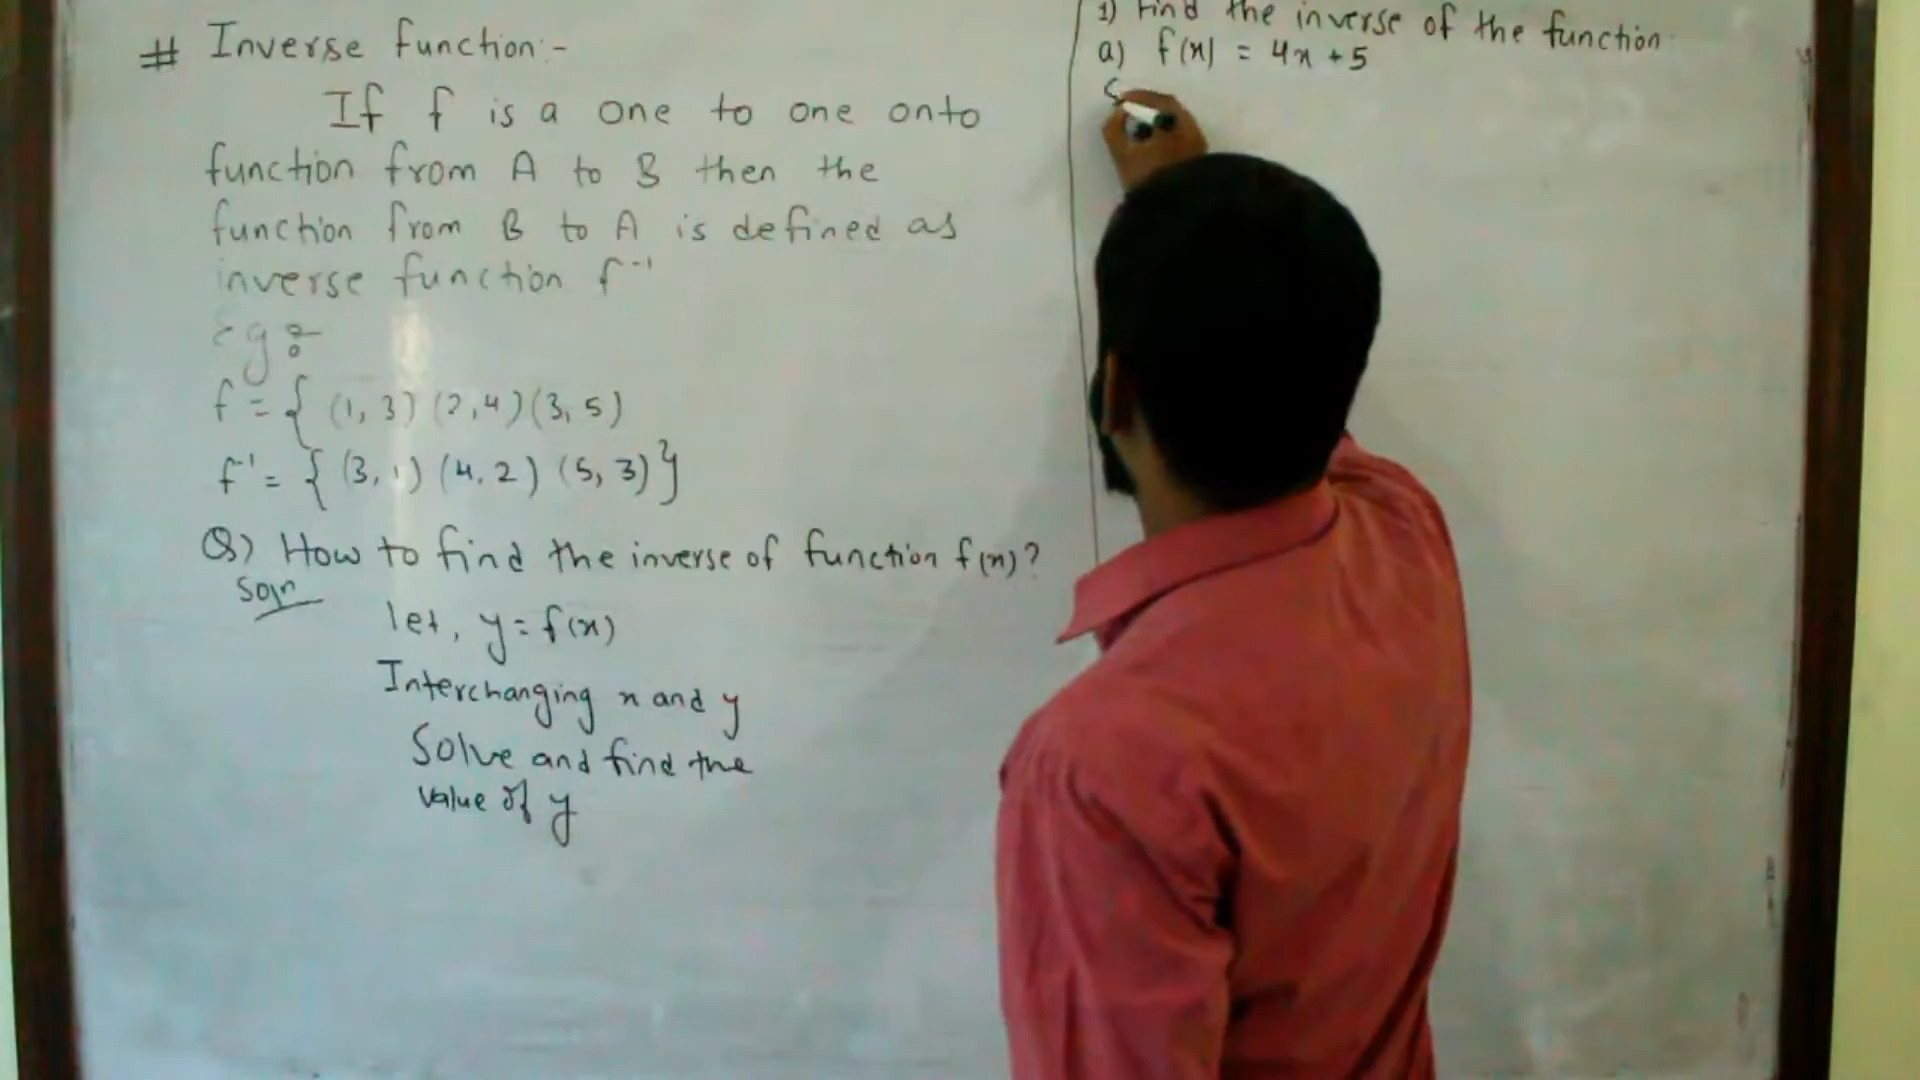 # Inverse function:-
If f is a one to one onto
function from A to B then the
function from B to A is defined as
inverse function f⁻¹
eg:
f = { (1, 3) (2, 4) (3, 5)
f⁻¹ = { (3, 1) (4, 2) (5, 3) }
Q) How to find the inverse of function f(x)?
Soln
let, y = f(x)
Interchanging x and y
Solve and find the
value of y
1) Find the inverse of the function.
a) f(x) = 4x + 5
S